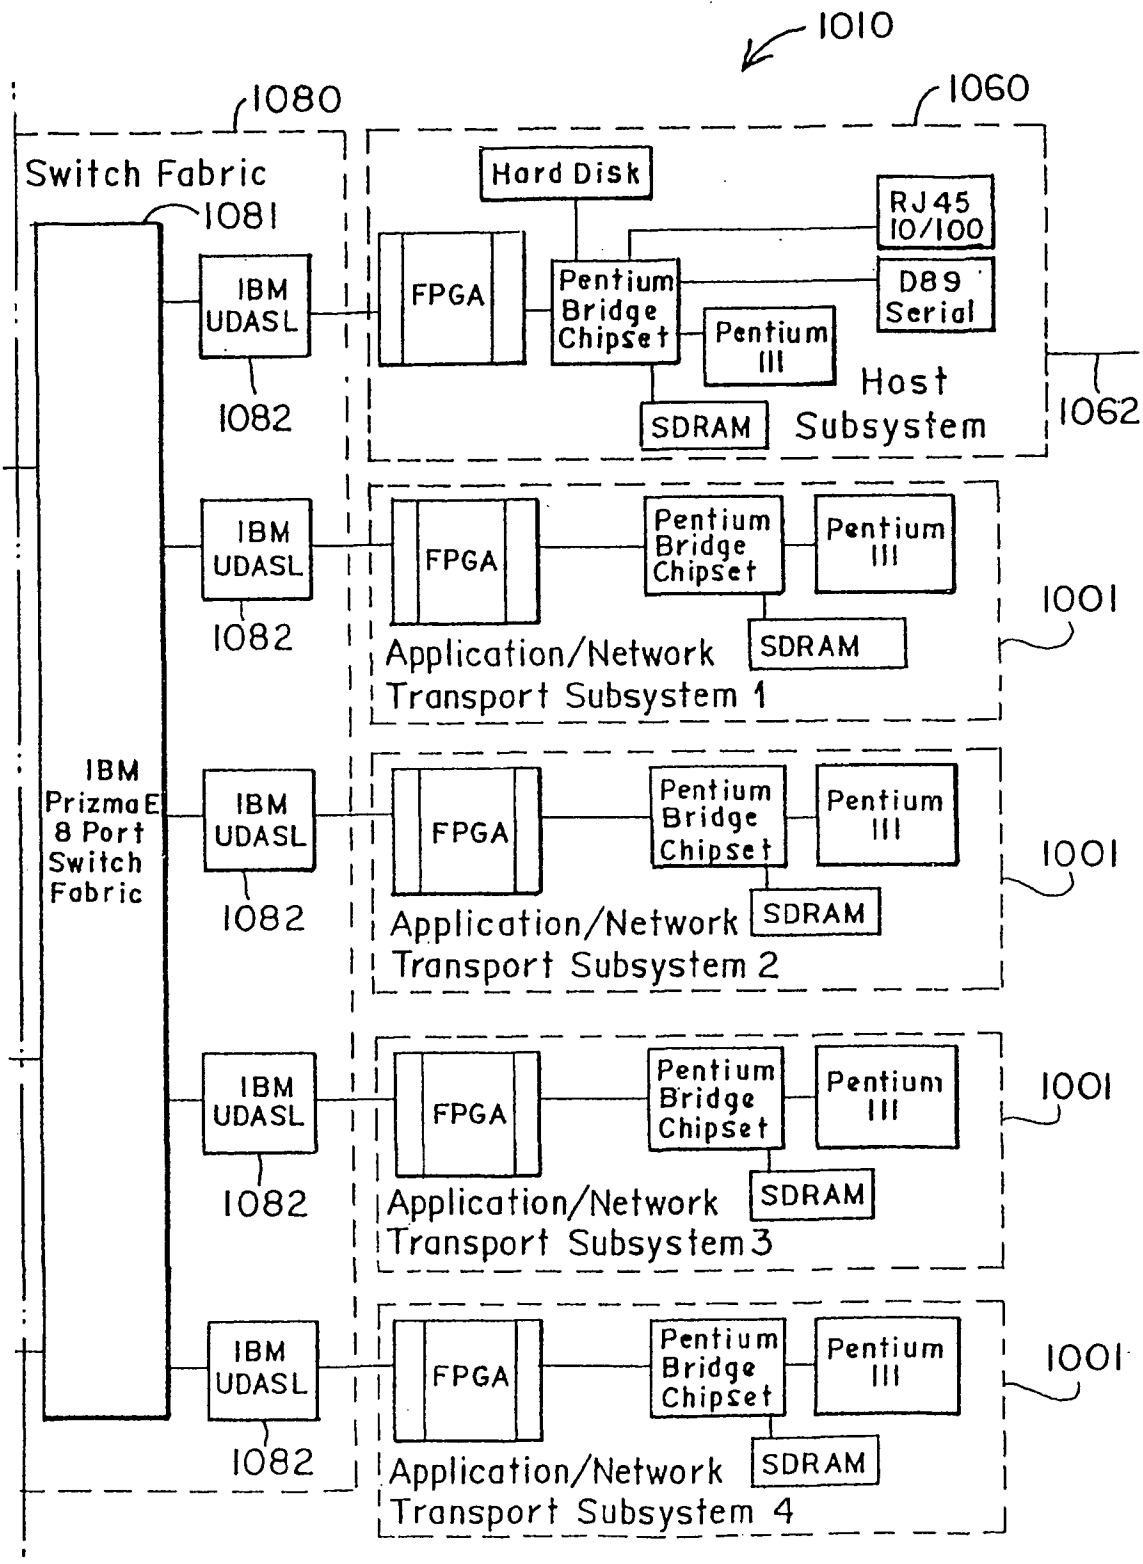 1010
1080
1060
Switch Fabric
1081
Hard Disk
RJ45
10/100
IBM
UDASL
FPGA
Pentium
Bridge
Chipset
D89
Serial
Pentium
III
1082
SDRAM
Host
Subsystem
1062
IBM
UDASL
FPGA
Pentium
Bridge
Chipset
Pentium
III
1082
SDRAM
1001
Application/Network
Transport Subsystem 1
IBM
PrizmaE
8 Port
Switch
Fabric
IBM
UDASL
FPGA
Pentium
Bridge
Chipset
Pentium
III
1001
1082
SDRAM
Application/Network
Transport Subsystem 2
IBM
UDASL
FPGA
Pentium
Bridge
Chipset
Pentium
III
1001
1082
SDRAM
Application/Network
Transport Subsystem 3
IBM
UDASL
FPGA
Pentium
Bridge
Chipset
Pentium
III
1001
1082
SDRAM
Application/Network
Transport Subsystem 4